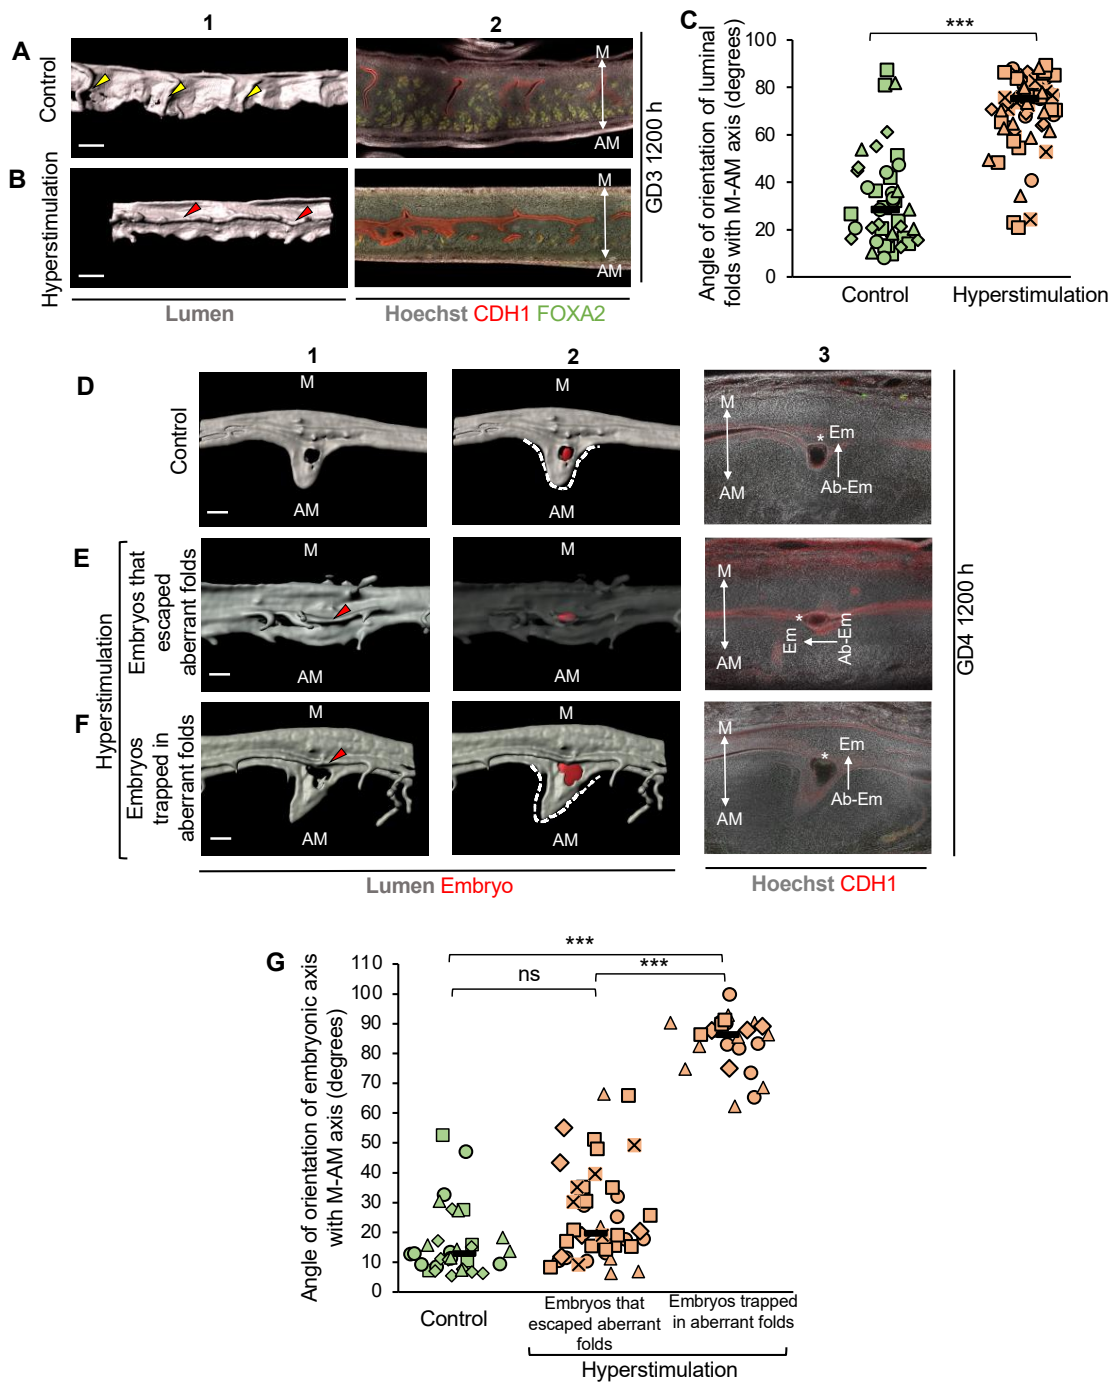 1
2
A
Control
M
AM
B
Hyperstimulation
M
AM
GD3 1200 h
Lumen
Hoechst CDH1 FOXA2
C
***
Angle of orientation of luminal
folds with M-AM axis (degrees)
100
80
60
40
20
0
Control
Hyperstimulation
1
2
3
D
Control
M
AM
M
AM
M
AM
*
Em
Ab-Em
Hyperstimulation
E
Embryos that
escaped
aberrant folds
M
AM
M
AM
M
AM
*
Em
Ab-Em
F
Embryos
trapped in
aberrant folds
M
AM
M
AM
M
AM
*
Em
Ab-Em
GD4 1200 h
Lumen Embryo
Hoechst CDH1
G
***
ns
***
Angle of orientation of embryonic axis
with M-AM axis (degrees)
110
100
90
80
70
60
50
40
30
20
10
0
Control
Embryos that
escaped aberrant
folds
Embryos trapped
in aberrant folds
Hyperstimulation